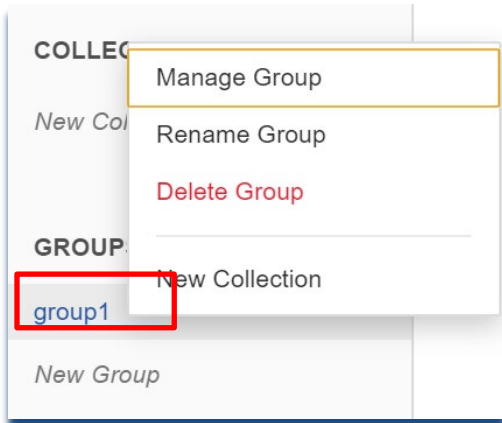 COLLEC
Manage Group
New Col
Rename Group
Delete Group
GROUP
New Collection
group1
New Group